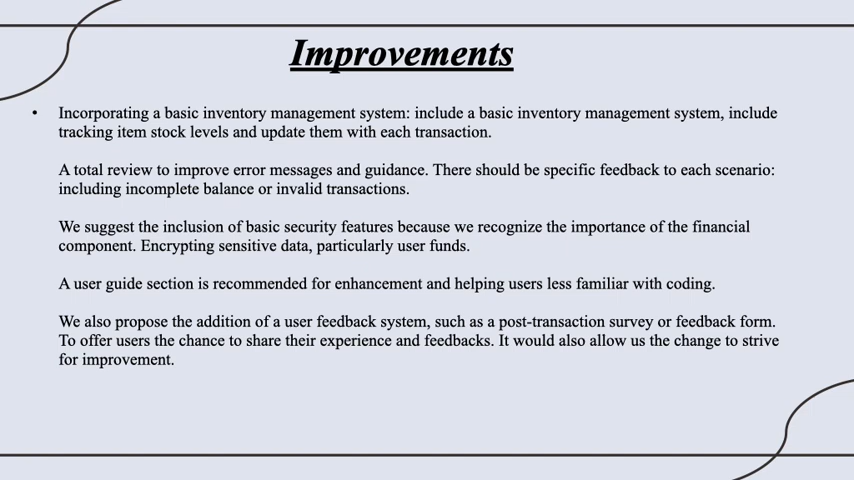 Improvements
• Incorporating a basic inventory management system: include a basic inventory management system, include
tracking item stock levels and update them with each transaction.
A total review to improve error messages and guidance. There should be specific feedback to each scenario:
including incomplete balance or invalid transactions.
We suggest the inclusion of basic security features because we recognize the importance of the financial
component. Encrypting sensitive data, particularly user funds.
A user guide section is recommended for enhancement and helping users less familiar with coding.
We also propose the addition of a user feedback system, such as a post-transaction survey or feedback form.
To offer users the chance to share their experience and feedbacks. It would also allow us the change to strive
for improvement.